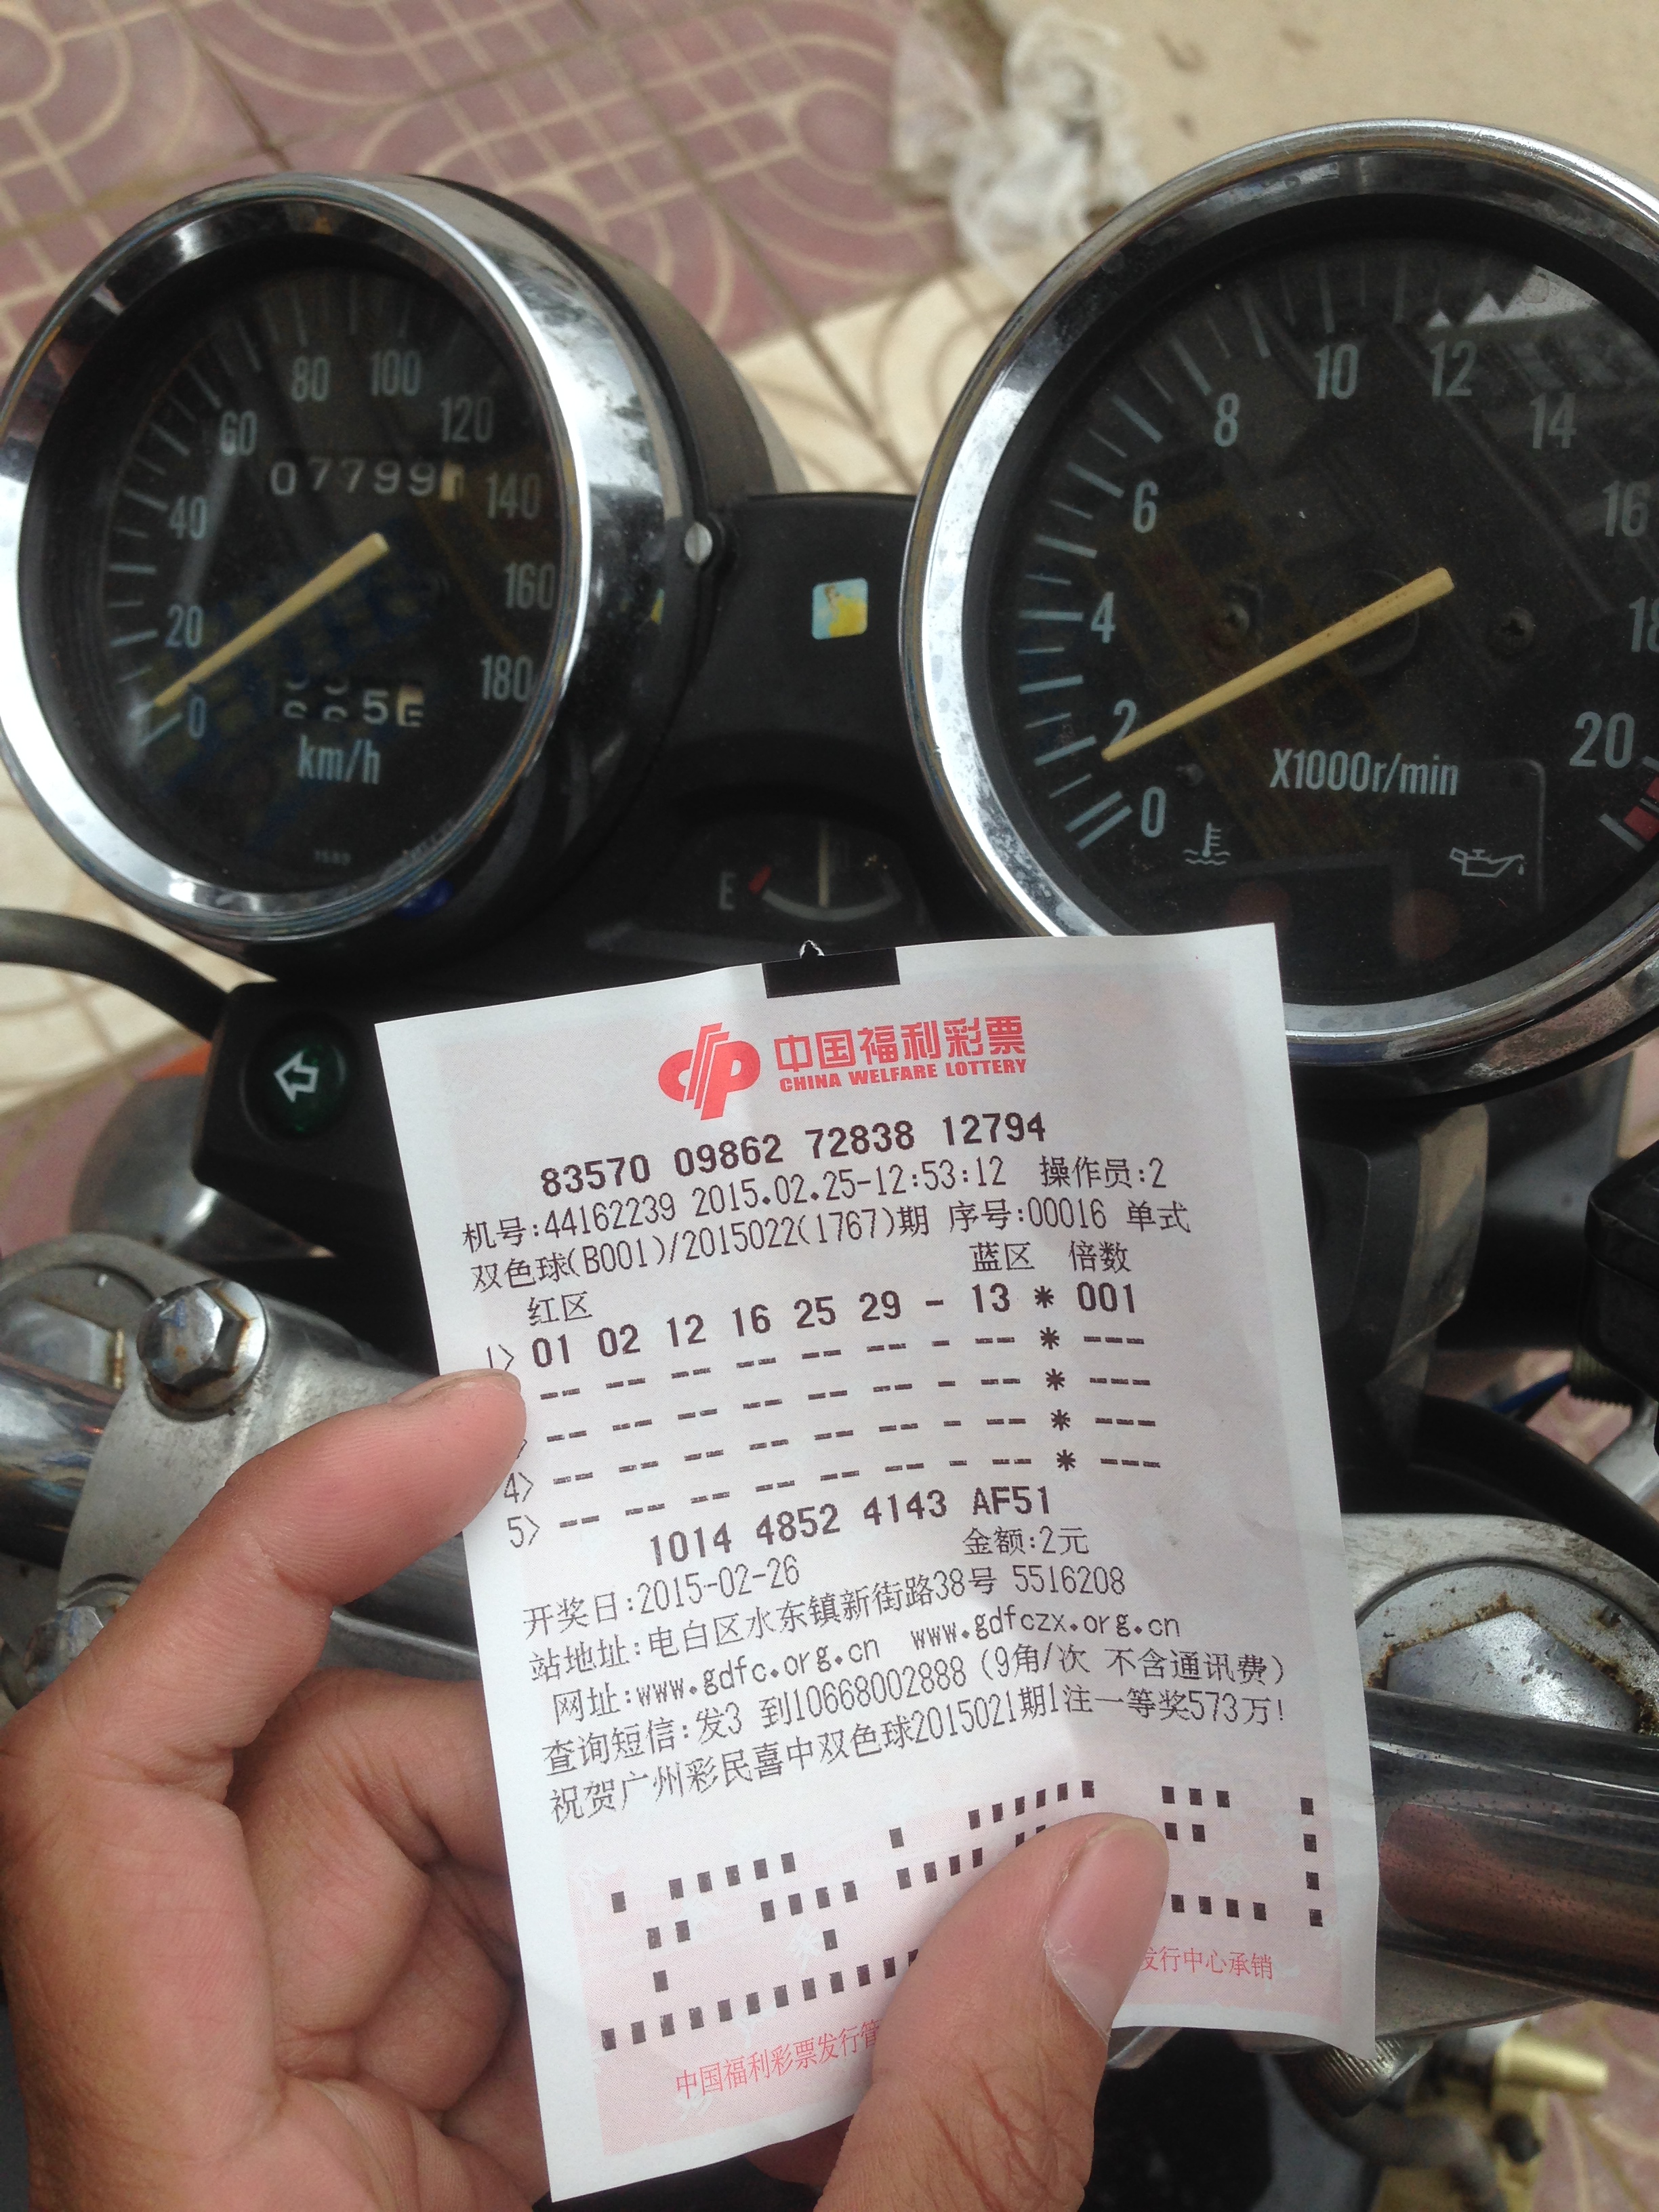 80 100
60 120
07799
140
40
160
20
180
0
5
km/h
10 12
8 14
6 16
4
2 20
X1000r/min
0
E
中国福利彩票
CHINA WELFARE LOTTERY
83570 09862 72838 12794
机号:44162239 2015.02.25-12:53:12 操作员:2
双色球(B001)/2015022(1767)期 序号:00016 单式
红区 蓝区 倍数
1> 01 02 12 16 25 29 - 13 * 001
-- -- -- -- -- -- - -- * ---
-- -- -- -- -- -- - -- * ---
4> -- -- -- -- -- -- - -- * ---
5> -- -- -- -- -- -- - -- * ---
1014 4852 4143 AF51
开奖日:2015-02-26 金额:2元
站地址:电白区水东镇新街路38号 5516208
网址:www.gdfc.org.cn www.gdfczx.org.cn
查询短信:发3 到10668002888 (9角/次 不含通讯费)
祝贺广州彩民喜中双色球2015021期1注一等奖573万!
中国福利彩票发行管 发行中心承销